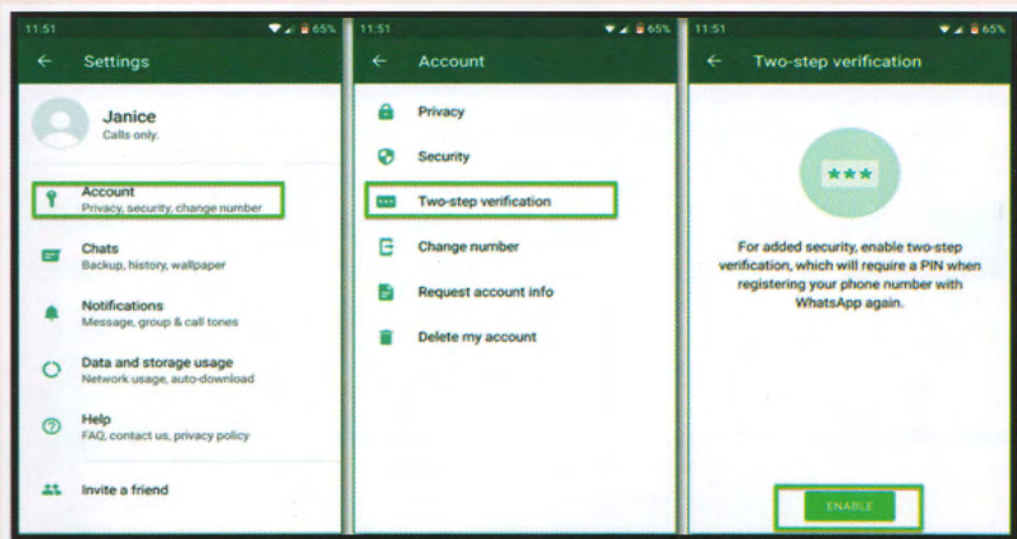 11:51 65%
Settings
Janice
Calls only.
Account
Privacy, security, change number
Chats
Backup, history, wallpaper
Notifications
Message, group & call tones
Data and storage usage
Network usage, auto-download
Help
FAQ, contact us, privacy policy
Invite a friend
11:51 65%
Account
Privacy
Security
Two-step verification
Change number
Request account info
Delete my account
11:51 65%
Two-step verification
***
For added security, enable two-step
verification, which will require a PIN when
registering your phone number with
WhatsApp again.
ENABLE